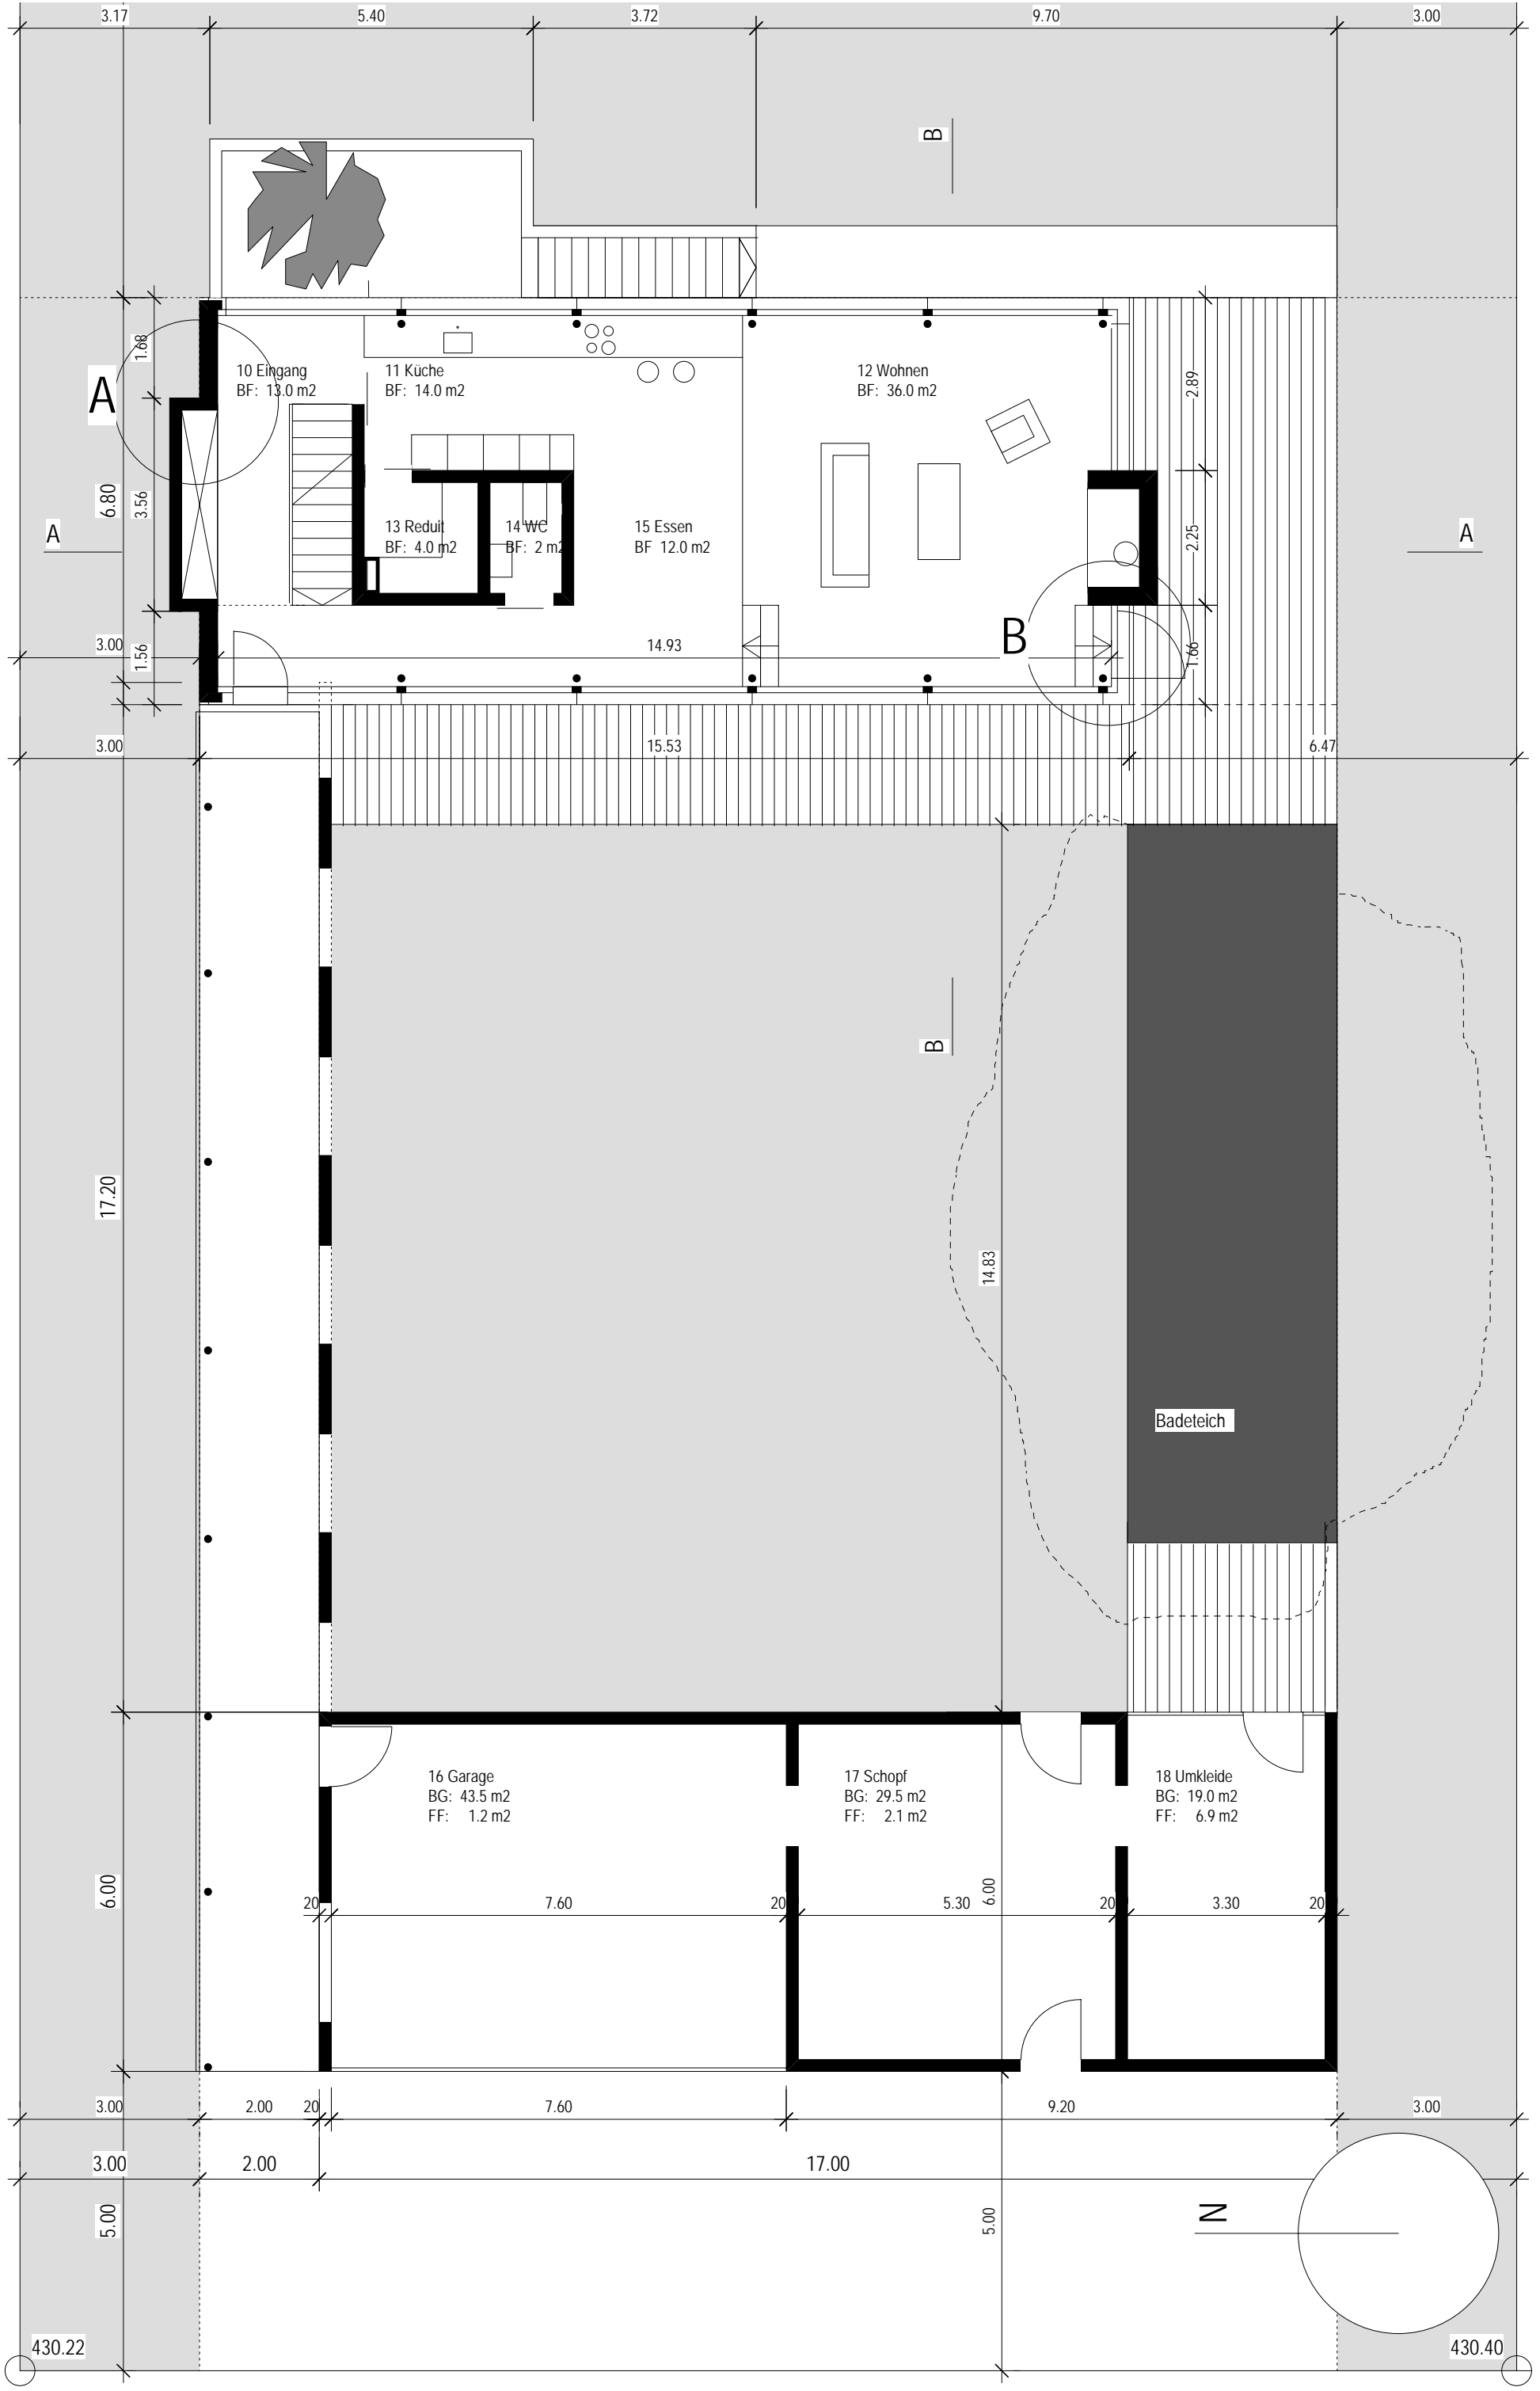 3.17 5.40 3.72 9.70 3.00
B
1.68
10 Eingang
BF: 13.0 m2
11 Küche
BF: 14.0 m2
12 Wohnen
BF: 36.0 m2
2.89
A
6.80
3.56
A
13 Reduit
BF: 4.0 m2
14 WC
BF: 2 m2
15 Essen
BF 12.0 m2
2.25
A
3.00
1.56
14.93
B
1.66
3.00 15.53 6.47
B
17.20
14.83
Badeteich
16 Garage
BG: 43.5 m2
FF: 1.2 m2
17 Schopf
BG: 29.5 m2
FF: 2.1 m2
18 Umkleide
BG: 19.0 m2
FF: 6.9 m2
6.00
6.00
20 7.60 20 5.30 20 3.30 20
3.00 2.00 20 7.60 9.20 3.00
3.00 2.00 17.00
5.00
5.00
N
430.22
430.40